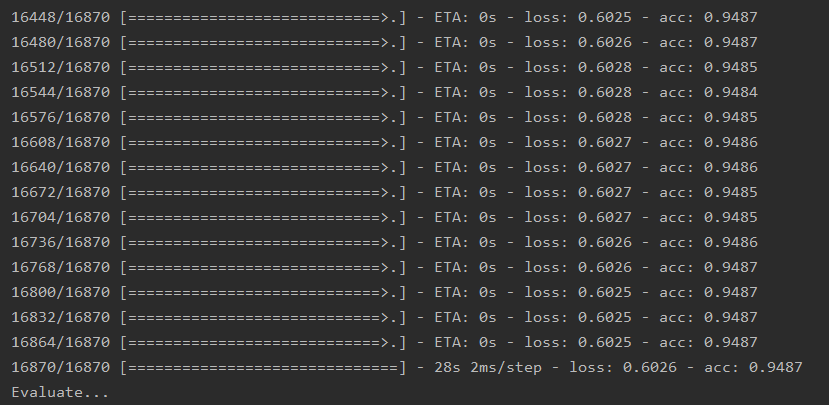 16448/16870 [============================>.] - ETA: 0s - loss: 0.6025 - acc: 0.9487
16480/16870 [============================>.] - ETA: 0s - loss: 0.6026 - acc: 0.9487
16512/16870 [============================>.] - ETA: 0s - loss: 0.6028 - acc: 0.9485
16544/16870 [============================>.] - ETA: 0s - loss: 0.6028 - acc: 0.9484
16576/16870 [============================>.] - ETA: 0s - loss: 0.6028 - acc: 0.9485
16608/16870 [============================>.] - ETA: 0s - loss: 0.6027 - acc: 0.9486
16640/16870 [============================>.] - ETA: 0s - loss: 0.6027 - acc: 0.9486
16672/16870 [============================>.] - ETA: 0s - loss: 0.6027 - acc: 0.9485
16704/16870 [============================>.] - ETA: 0s - loss: 0.6027 - acc: 0.9485
16736/16870 [============================>.] - ETA: 0s - loss: 0.6026 - acc: 0.9486
16768/16870 [============================>.] - ETA: 0s - loss: 0.6026 - acc: 0.9487
16800/16870 [============================>.] - ETA: 0s - loss: 0.6025 - acc: 0.9487
16832/16870 [============================>.] - ETA: 0s - loss: 0.6025 - acc: 0.9487
16864/16870 [============================>.] - ETA: 0s - loss: 0.6025 - acc: 0.9487
16870/16870 [==============================] - 28s 2ms/step - loss: 0.6026 - acc: 0.9487
Evaluate...